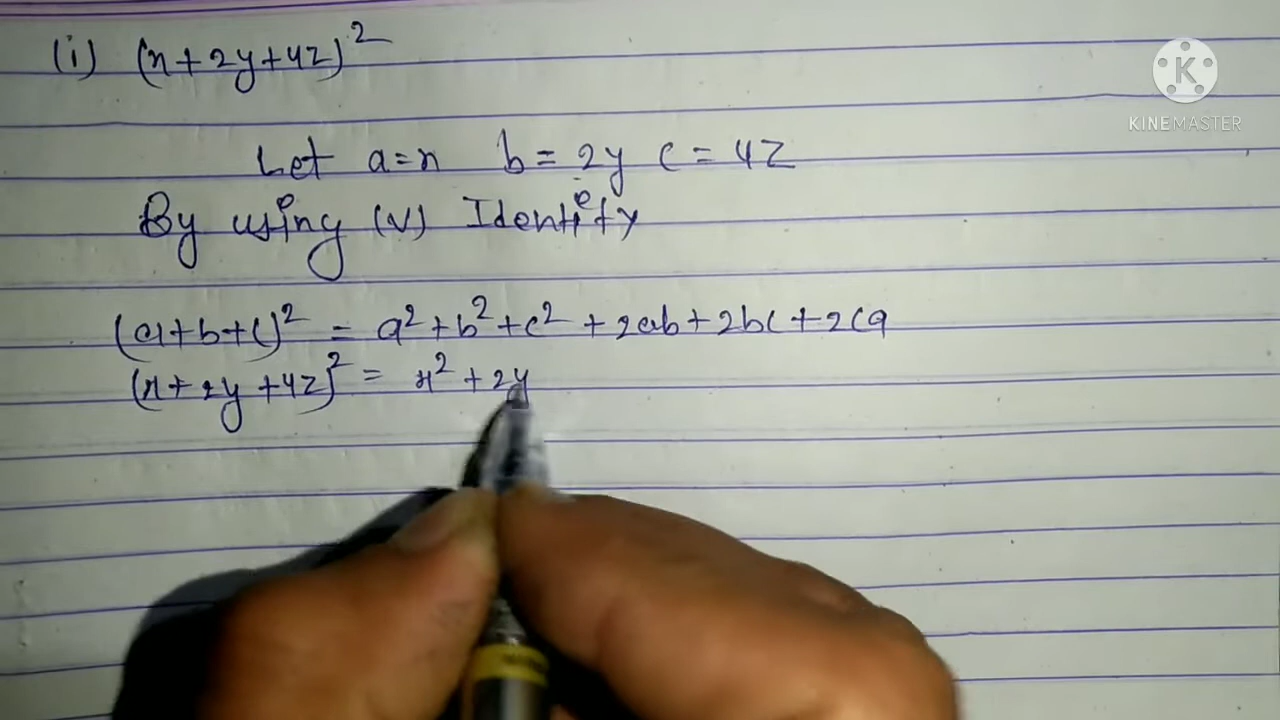 (i) (x+2y+4z)²
K
KINEMASTER
Let a=x b=2y c=4z
By using (V) Identity
(a+b+c)² = a²+b²+c²+2ab+2bc+2ca
(x+2y+4z)² = x²+2y